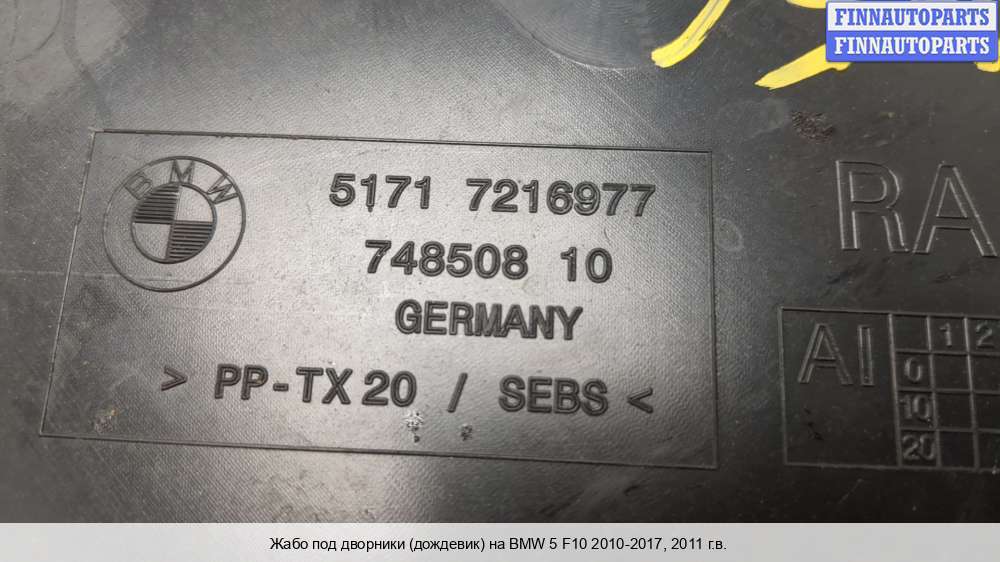 FINNAUTOPARTS
FINNAUTOPARTS
BMW
5171 7216977
748508 10
GERMANY
> PP-TX 20 / SEBS <
RA
AI
1 2
0
10
20
Жабо под дворники (дождевик) на BMW 5 F10 2010-2017, 2011 г.в.